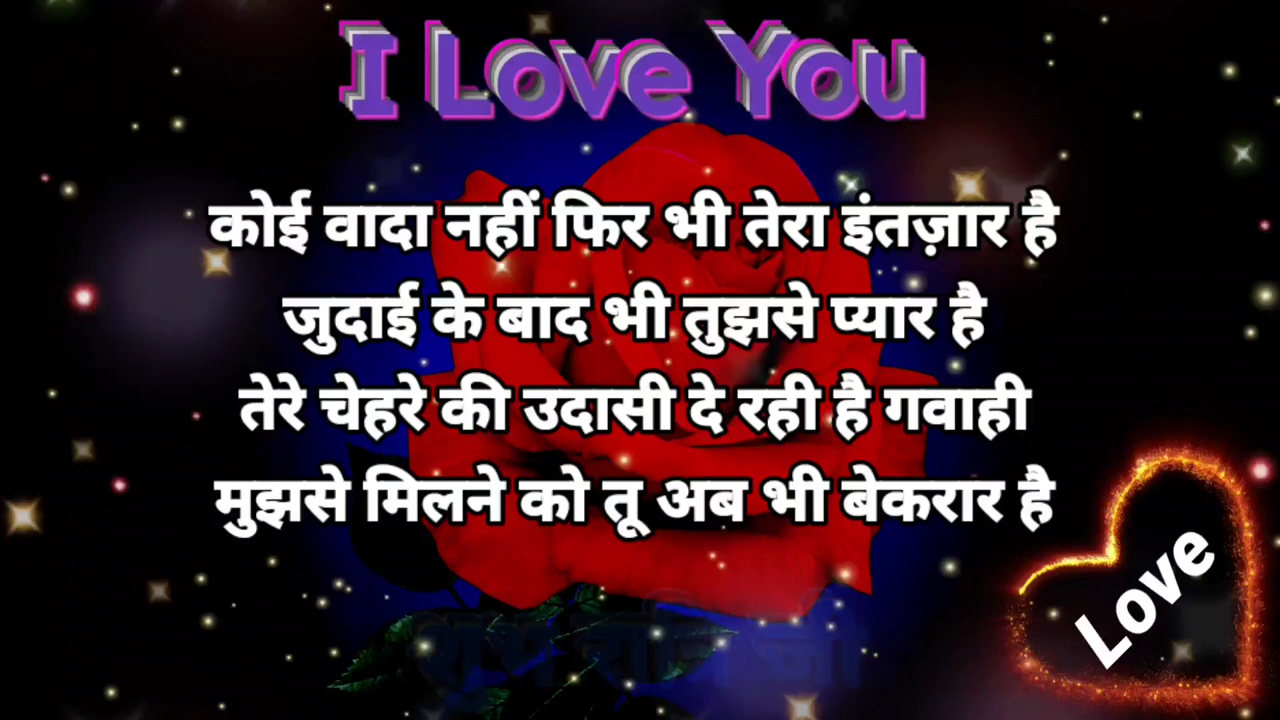 I Love You
कोई वादा नहीं फिर भी तेरा इंतज़ार है
जुदाई के बाद भी तुझसे प्यार है
तेरे चेहरे की उदासी दे रही है गवाही
मुझसे मिलने को तू अब भी बेकरार है
Love
शुभ रात्रि जी